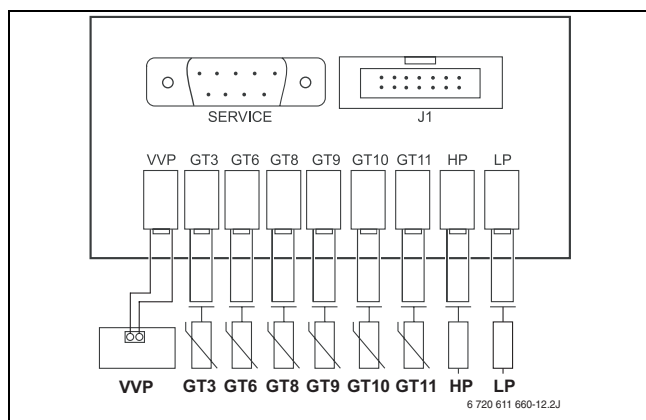 SERVICE J1
VVP GT3 GT6 GT8 GT9 GT10 GT11 HP LP
VVP GT3 GT6 GT8 GT9 GT10 GT11 HP LP
6 720 611 660-12.2J